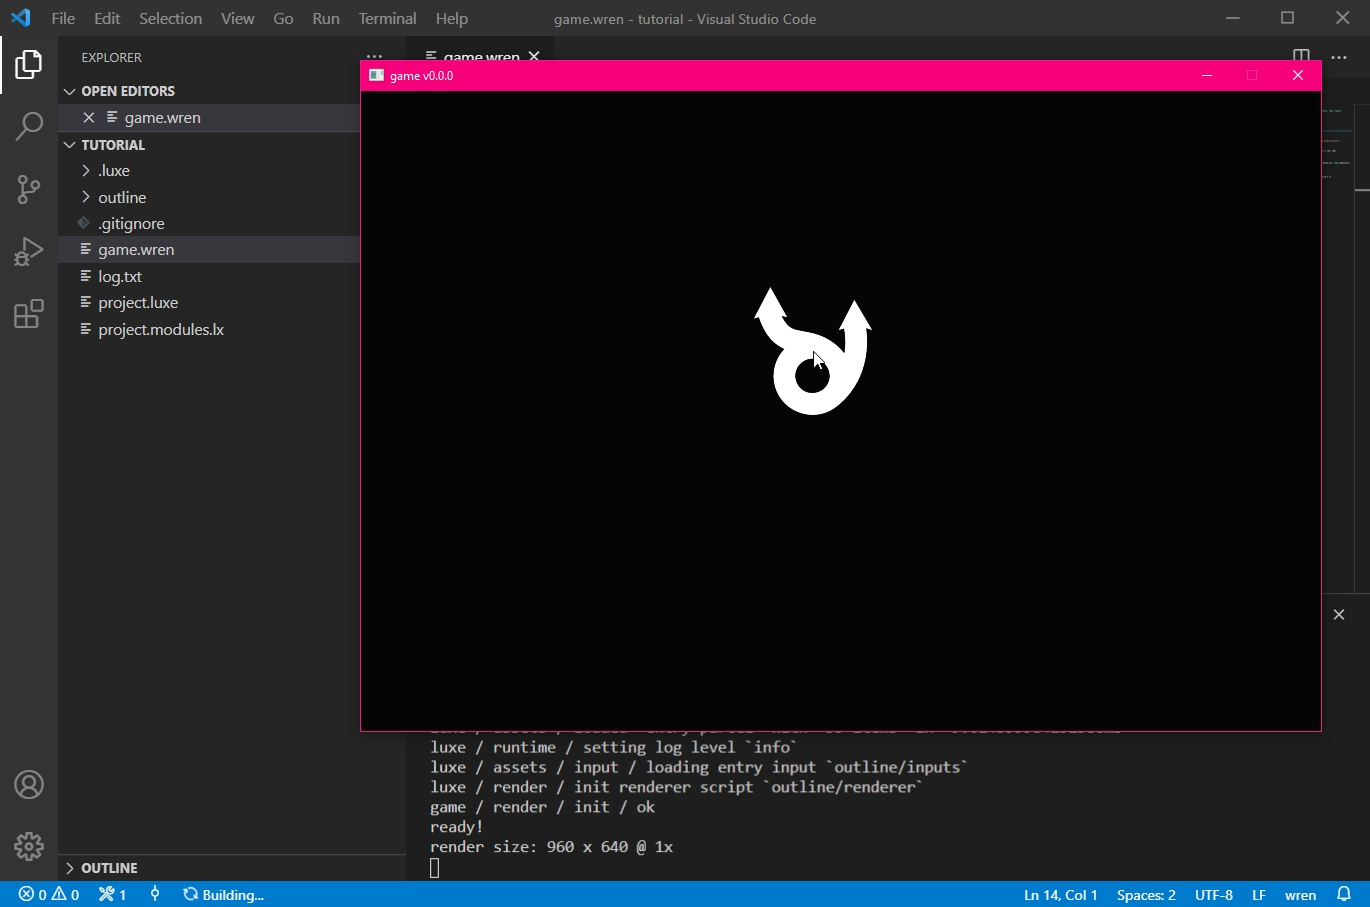 File Edit Selection View Go Run Terminal Help game.wren - tutorial - Visual Studio Code
EXPLORER
game.wren
game v0.0.0
OPEN EDITORS
game.wren
TUTORIAL
.luxe
outline
.gitignore
game.wren
log.txt
project.luxe
project.modules.lx
luxe / runtime / setting log level `info`
luxe / assets / input / loading entry input `outline/inputs`
luxe / render / init renderer script `outline/renderer`
game / render / init / ok
ready!
render size: 960 x 640 @ 1x
OUTLINE
0 0 1 Building... Ln 14, Col 1 Spaces: 2 UTF-8 LF wren